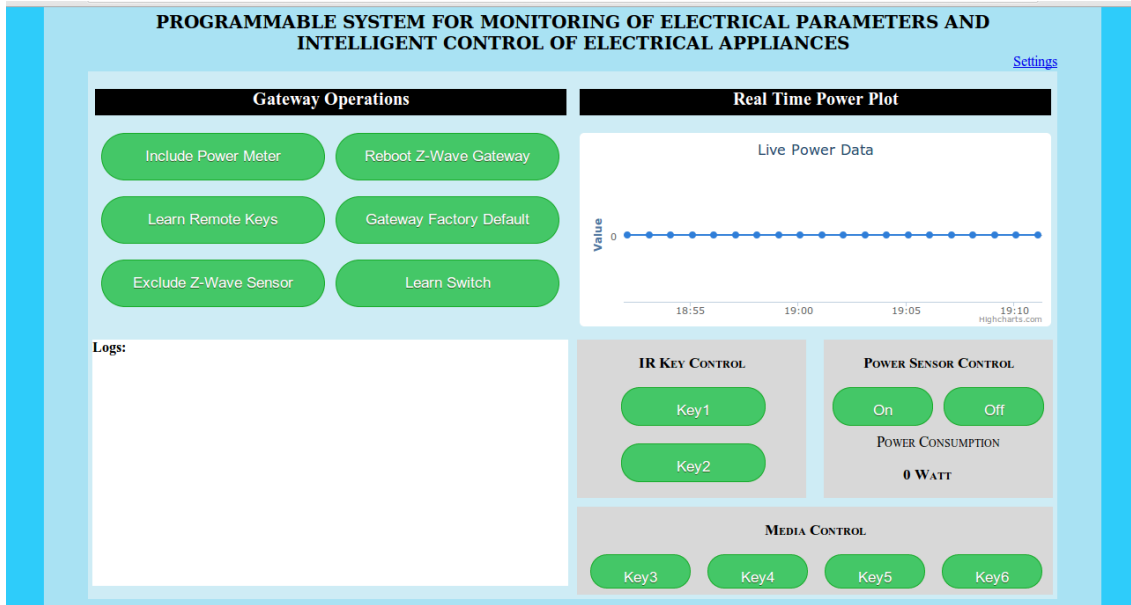 PROGRAMMABLE SYSTEM FOR MONITORING OF ELECTRICAL PARAMETERS AND
INTELLIGENT CONTROL OF ELECTRICAL APPLIANCES
Settings
Gateway Operations
Include Power Meter
Reboot Z-Wave Gateway
Learn Remote Keys
Gateway Factory Default
Exclude Z-Wave Sensor
Learn Switch
Logs:
Real Time Power Plot
Live Power Data
Value
0
18:55
19:00
19:05
19:10
Highcharts.com
IR Key Control
Key1
Key2
Power Sensor Control
On
Off
Power Consumption
0 Watt
Media Control
Key3
Key4
Key5
Key6